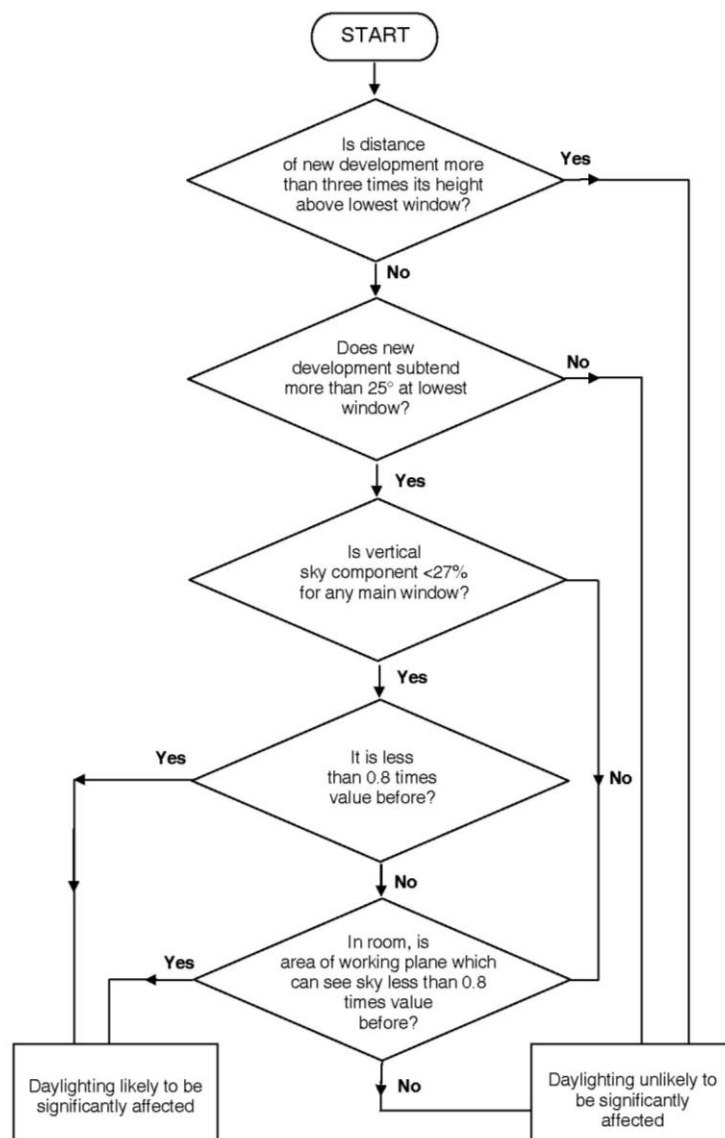 START
Is distance
of new development more
than three times its height
above lowest window?
Yes
No
Does new
development subtend
more than 25° at lowest
window?
No
Yes
Is vertical
sky component <27%
for any main window?
Yes
No
It is less
than 0.8 times
value before?
Yes
No
In room, is
area of working plane which
can see sky less than 0.8
times value
before?
Yes
No
Daylighting likely to be
significantly affected
Daylighting unlikely to
be significantly
affected